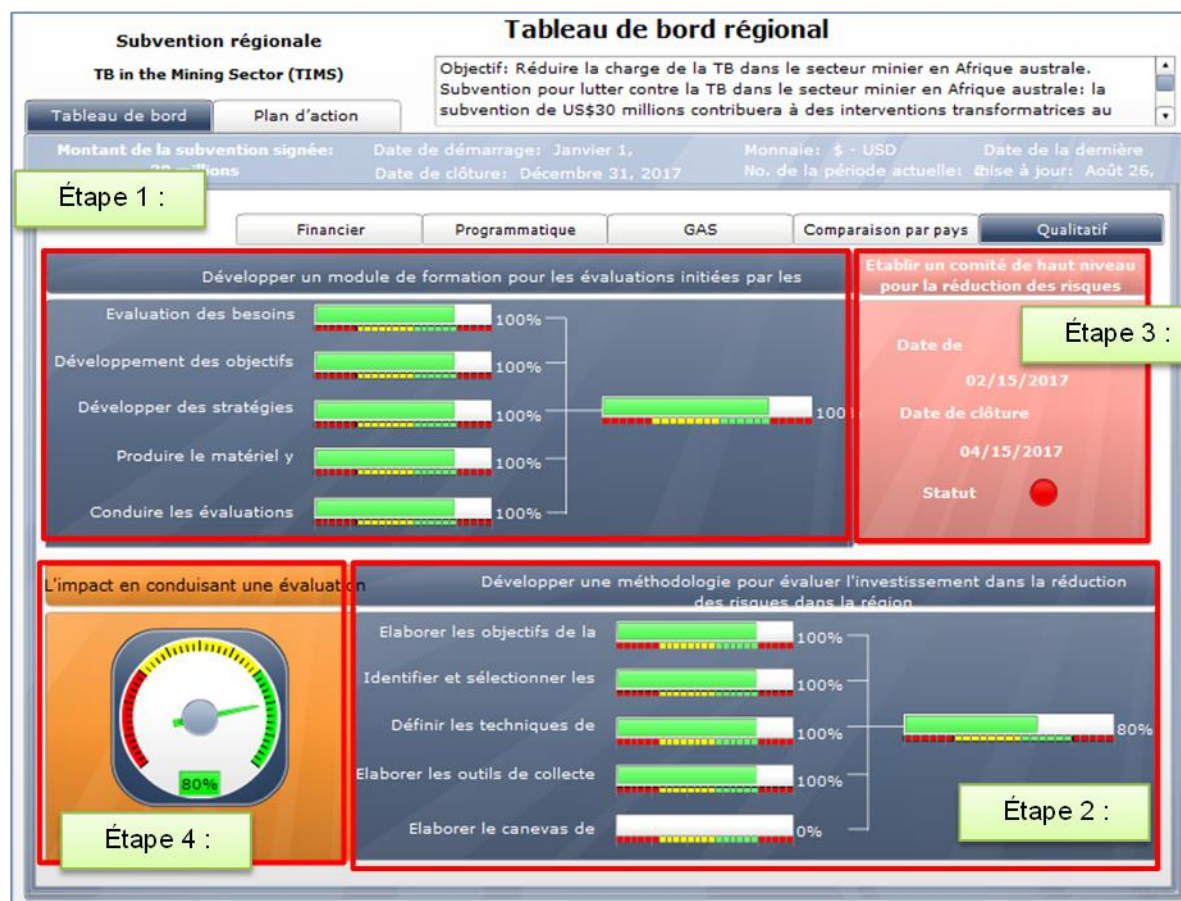 Subvention régionale
TB in the Mining Sector (TIMS)
Tableau de bord régional
Objectif: Réduire la charge de la TB dans le secteur minier en Afrique australe.
Subvention pour lutter contre la TB dans le secteur minier en Afrique australe: la
subvention de US$30 millions contribuera à des interventions transformatrices au
Tableau de bord
Plan d'action
Montant de la subvention signée:
millions
Date de démarrage: Janvier 1,
Date de clôture: Décembre 31, 2017
Monnaie: $ - USD
No. de la période actuelle:
Date de la dernière
mise à jour: Août 26,
Étape 1 :
Financier
Programmatique
GAS
Comparaison par pays
Qualitatif
Développer un module de formation pour les évaluations initiées par les
Evaluation des besoins
100%
Développement des objectifs
100%
Développer des stratégies
100%
Produire le matériel y
100%
Conduire les évaluations
100%
100%
Etablir un comité de haut niveau
pour la réduction des risques
Étape 3 :
Date de
02/15/2017
Date de clôture
04/15/2017
Statut
L'impact en conduisant une évaluation
80%
Étape 4 :
Développer une méthodologie pour évaluer l'investissement dans la réduction
des risques dans la région
Elaborer les objectifs de la
100%
Identifier et sélectionner les
100%
Définir les techniques de
100%
Elaborer les outils de collecte
100%
Elaborer le canevas de
0%
80%
Étape 2 :